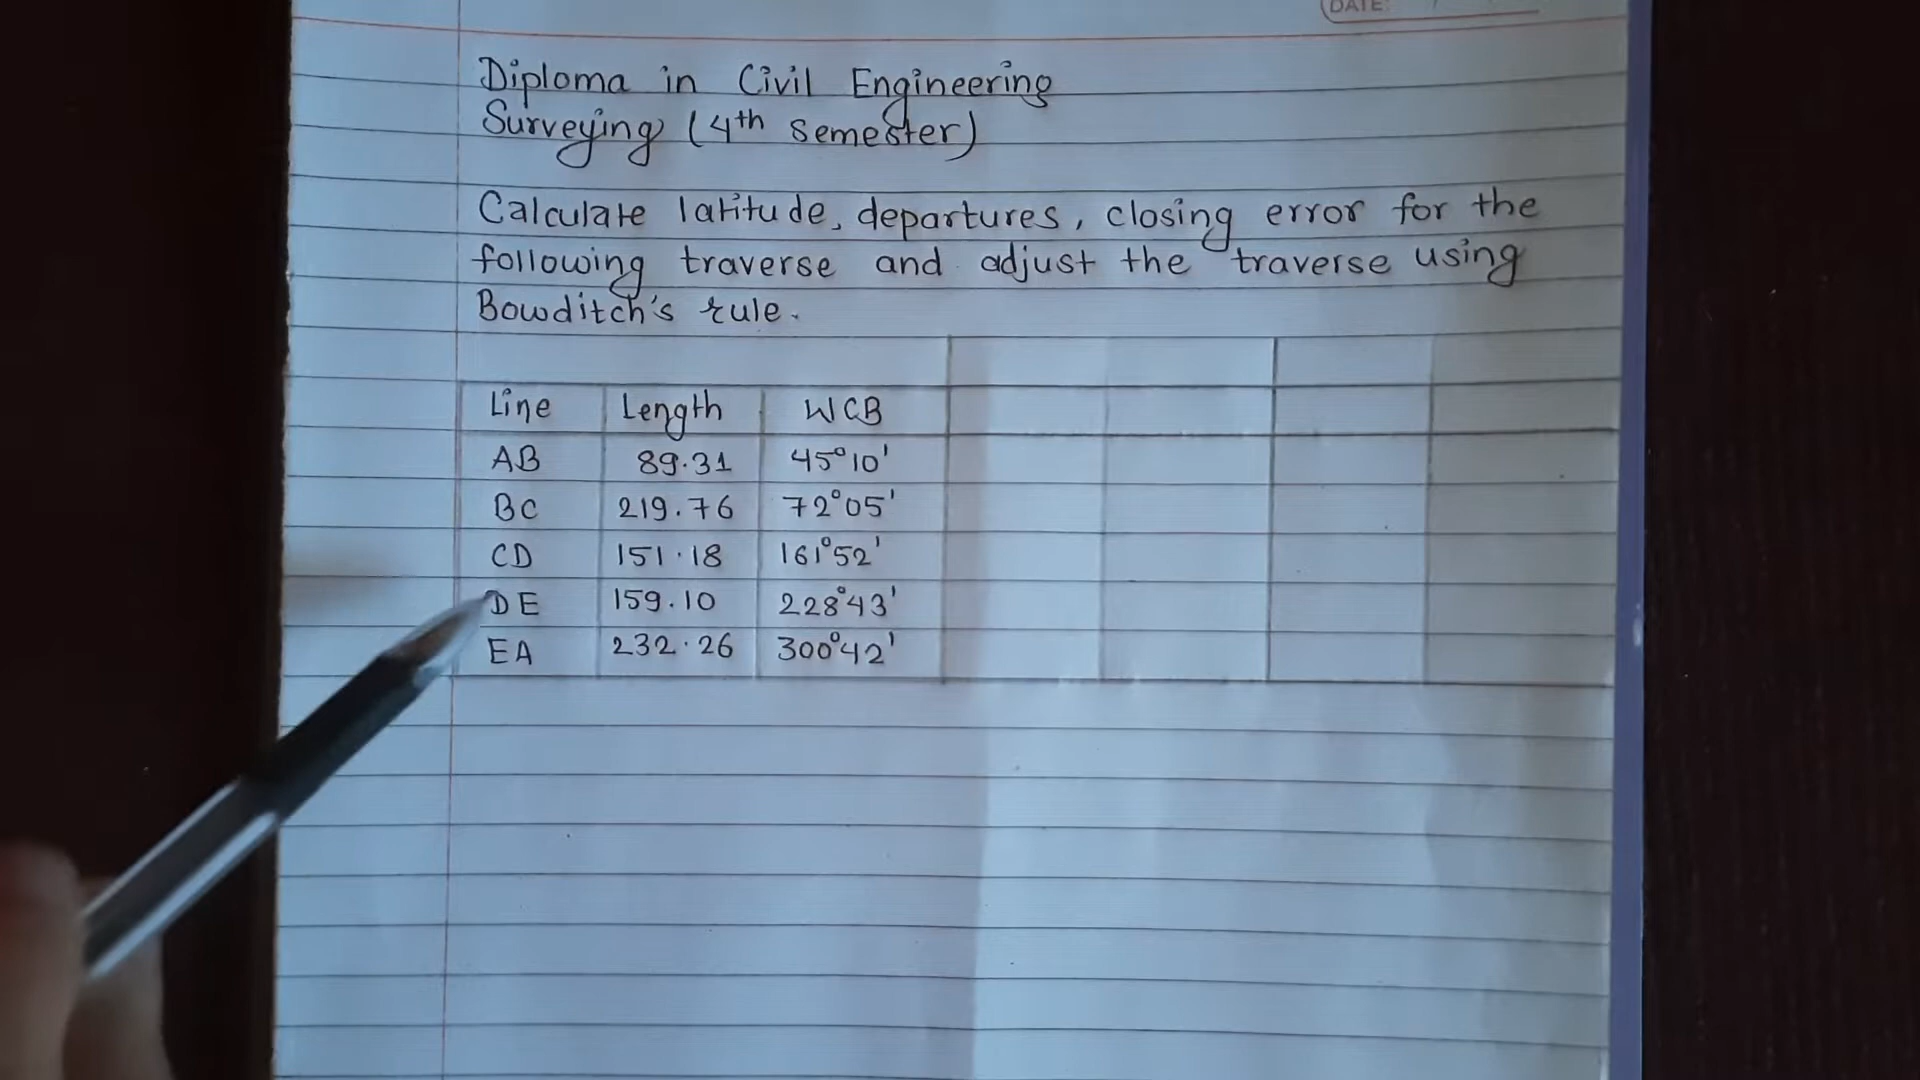 DATE:
Diploma in Civil Engineering
Surveying (4th semester)
Calculate latitude, departures, closing error for the
following traverse and adjust the traverse using
Bowditch's rule.
Line Length WCB
AB 89.31 45°10'
BC 219.76 72°05'
CD 151.18 161°52'
DE 159.10 228°43'
EA 232.26 300°42'